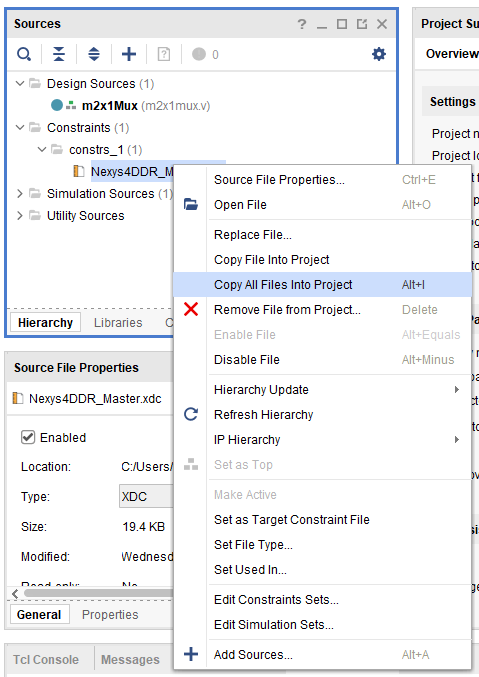 Sources
? _
0
Design Sources (1)
m2x1Mux (m2x1mux.v)
Constraints (1)
constrs_1 (1)
Nexys4DDR_M
Simulation Sources (1)
Utility Sources
Hierarchy Libraries
Source File Properties... Ctrl+E
Open File Alt+O
Replace File...
Copy File Into Project
Copy All Files Into Project Alt+I
Remove File from Project... Delete
Enable File Alt+Equals
Disable File Alt+Minus
Hierarchy Update
Refresh Hierarchy
IP Hierarchy
Set as Top
Make Active
Set as Target Constraint File
Set File Type...
Set Used In...
Edit Constraints Sets...
Edit Simulation Sets...
Add Sources... Alt+A
Source File Properties
Nexys4DDR_Master.xdc
Enabled
Location: C:/Users/
Type: XDC
Size: 19.4 KB
Modified: Wednesd
Read-only: No
General Properties
Tcl Console Messages
Project Su
Overview
Settings
Project n
Project lo